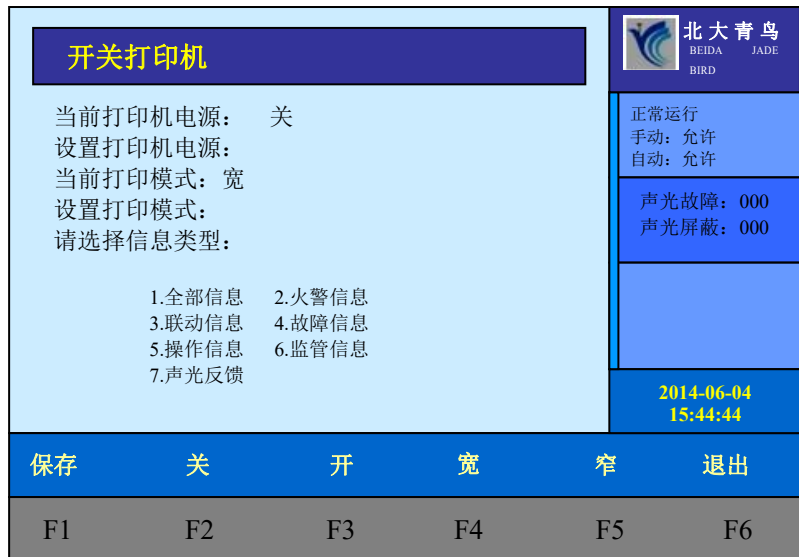 开关打印机
当前打印机电源： 关
设置打印机电源：
当前打印模式：宽
设置打印模式：
请选择信息类型：
1.全部信息 2.火警信息
3.联动信息 4.故障信息
5.操作信息 6.监管信息
7.声光反馈
北大青鸟
BEIDA JADE
BIRD
正常运行
手动：允许
自动：允许
声光故障：000
声光屏蔽：000
2014-06-04
15:44:44
保存 关 开 宽 窄 退出
F1 F2 F3 F4 F5 F6